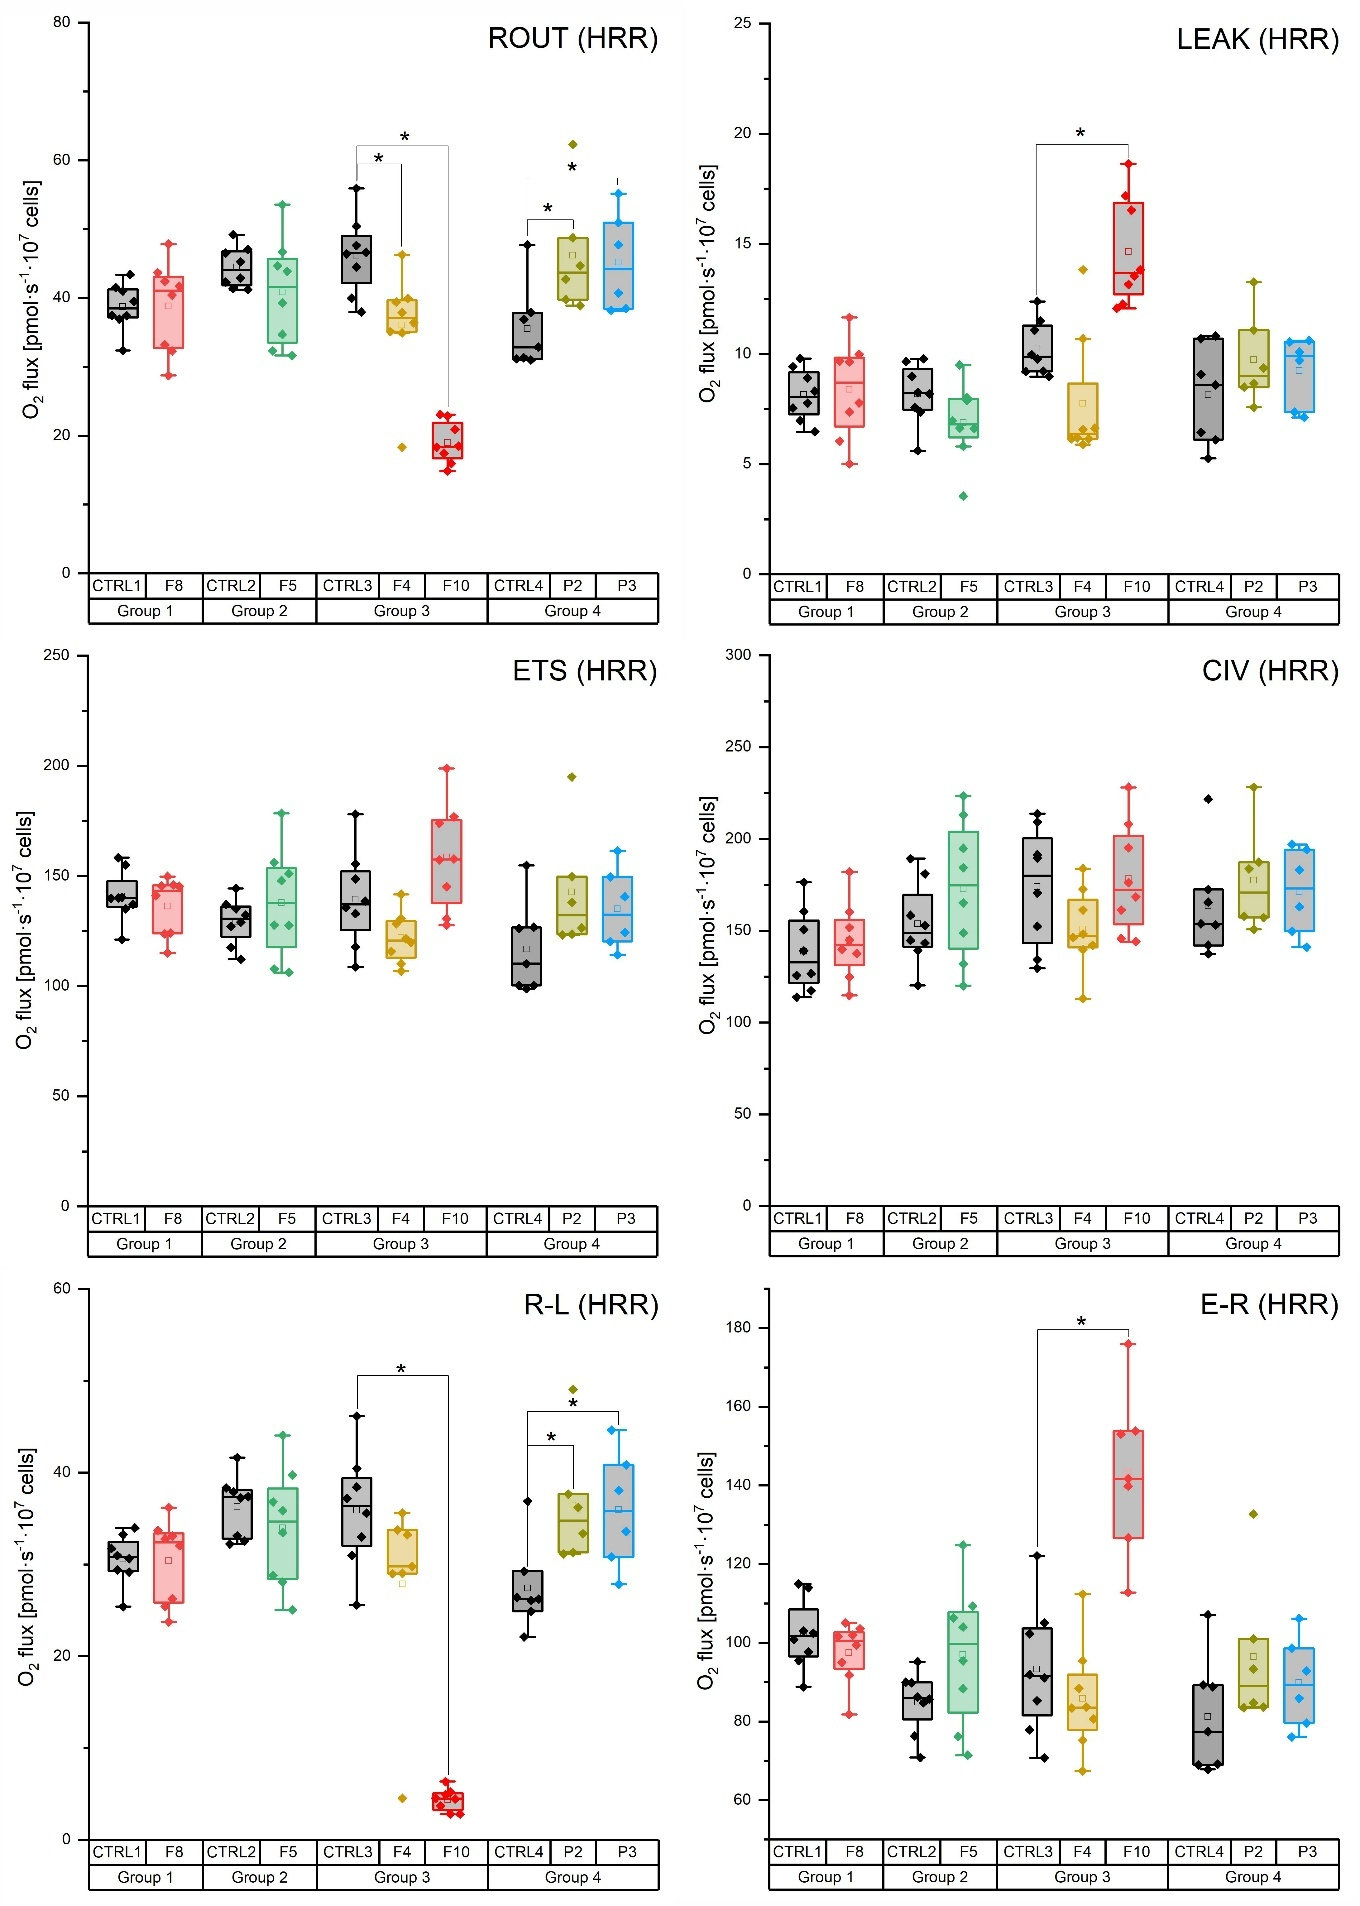 ROUT (HRR)
80
60
40
20
0
O2 flux [pmol·s-1·107 cells]
*
*
*
*
CTRL1 F8 CTRL2 F5 CTRL3 F4 F10 CTRL4 P2 P3
Group 1 Group 2 Group 3 Group 4
LEAK (HRR)
25
20
15
10
5
0
O2 flux [pmol·s-1·107 cells]
*
CTRL1 F8 CTRL2 F5 CTRL3 F4 F10 CTRL4 P2 P3
Group 1 Group 2 Group 3 Group 4
ETS (HRR)
250
200
150
100
50
0
O2 flux [pmol·s-1·107 cells]
CTRL1 F8 CTRL2 F5 CTRL3 F4 F10 CTRL4 P2 P3
Group 1 Group 2 Group 3 Group 4
CIV (HRR)
300
250
200
150
100
50
0
O2 flux [pmol·s-1·107 cells]
CTRL1 F8 CTRL2 F5 CTRL3 F4 F10 CTRL4 P2 P3
Group 1 Group 2 Group 3 Group 4
R-L (HRR)
60
40
20
0
O2 flux [pmol·s-1·107 cells]
*
*
*
CTRL1 F8 CTRL2 F5 CTRL3 F4 F10 CTRL4 P2 P3
Group 1 Group 2 Group 3 Group 4
E-R (HRR)
180
160
140
120
100
80
60
O2 flux [pmol·s-1·107 cells]
*
CTRL1 F8 CTRL2 F5 CTRL3 F4 F10 CTRL4 P2 P3
Group 1 Group 2 Group 3 Group 4